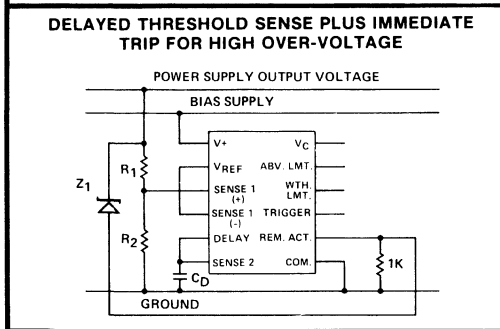 DELAYED THRESHOLD SENSE PLUS IMMEDIATE
TRIP FOR HIGH OVER-VOLTAGE
POWER SUPPLY OUTPUT VOLTAGE
BIAS SUPPLY
V+ VC
R1 VREF ABV. LMT.
Z1 SENSE 1 WTH.
(+) LMT.
SENSE 1 TRIGGER
(-)
R2 DELAY REM. ACT.
SENSE 2 COM. 1K
CD
GROUND